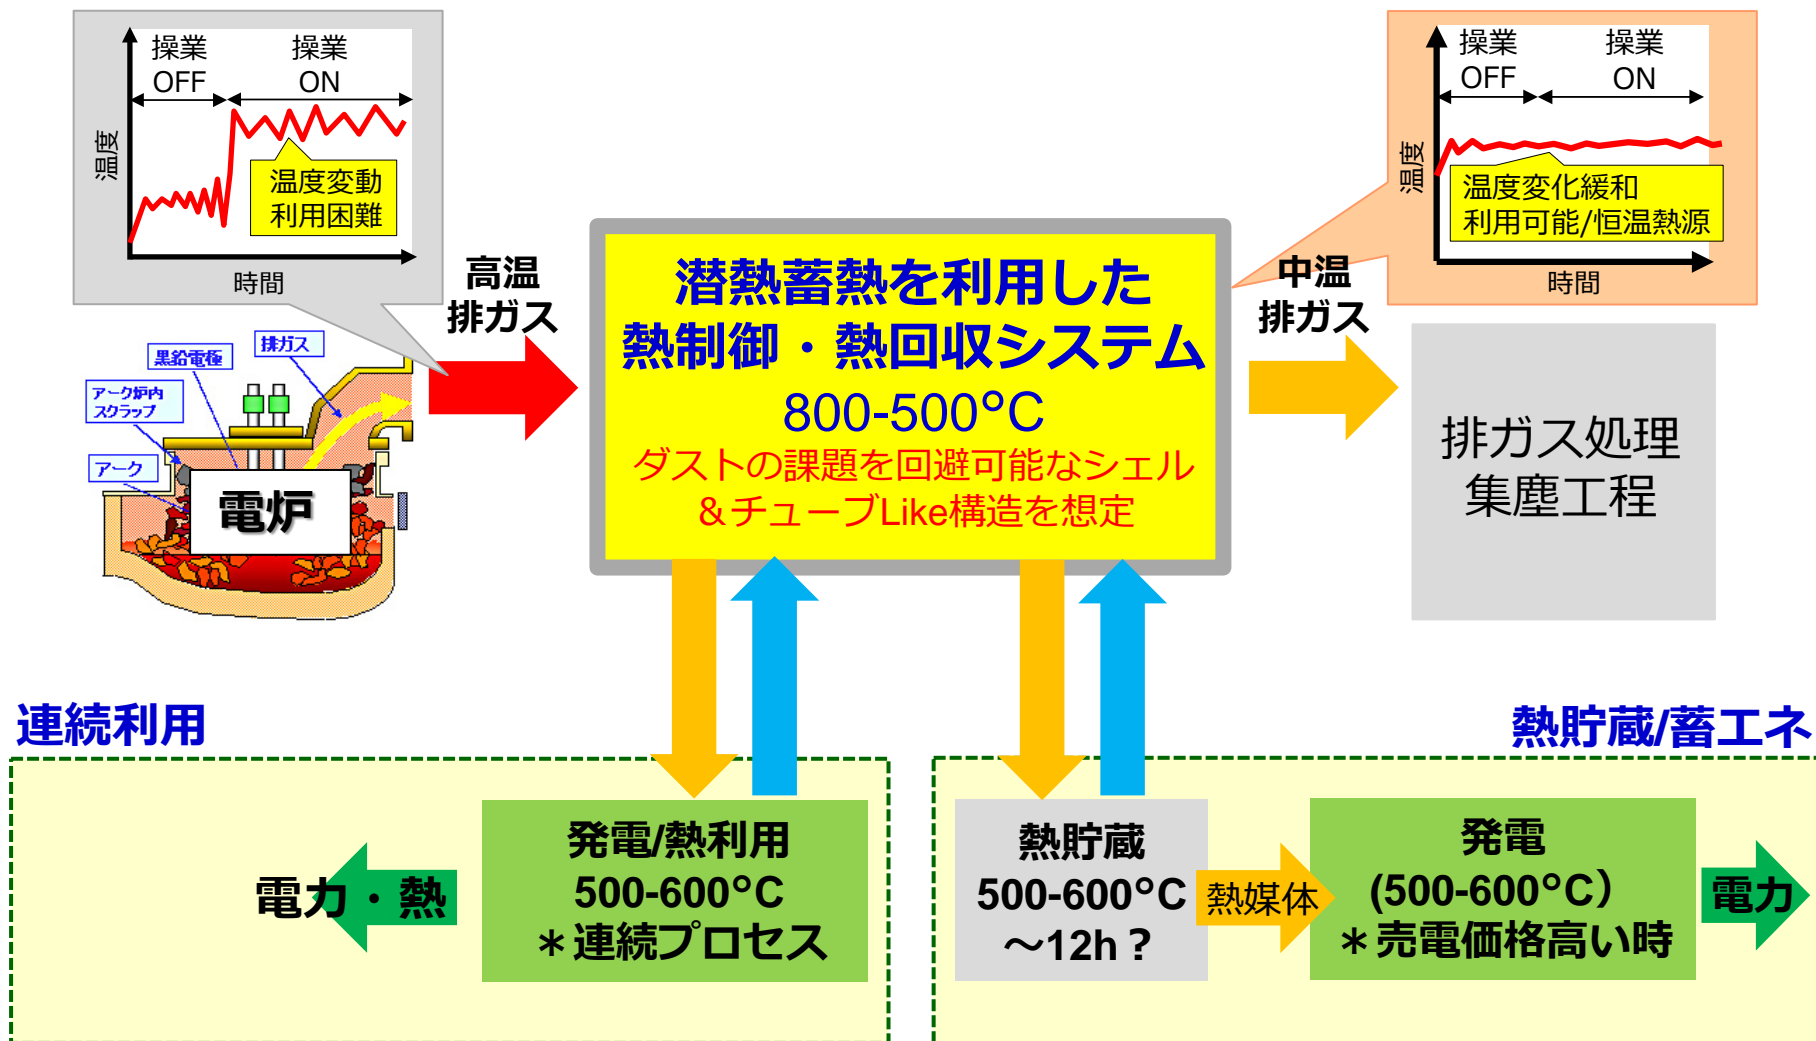 操業
OFF
操業
ON
温度
温度変動
利用困難
時間
操業
OFF
操業
ON
温度
温度変化緩和
利用可能/恒温熱源
時間
高温
排ガス
潜熱蓄熱を利用した
熱制御・熱回収システム
800-500°C
ダストの課題を回避可能なシェル
＆チューブLike構造を想定
中温
排ガス
排ガス処理
集塵工程
排ガス
黒鉛電極
アーク炉内
スクラップ
アーク
電炉
連続利用
発電/熱利用
500-600°C
＊連続プロセス
電力・熱
熱貯蔵/蓄エネ
熱貯蔵
500-600°C
～12h？
熱媒体
発電
(500-600°C）
＊売電価格高い時
電力